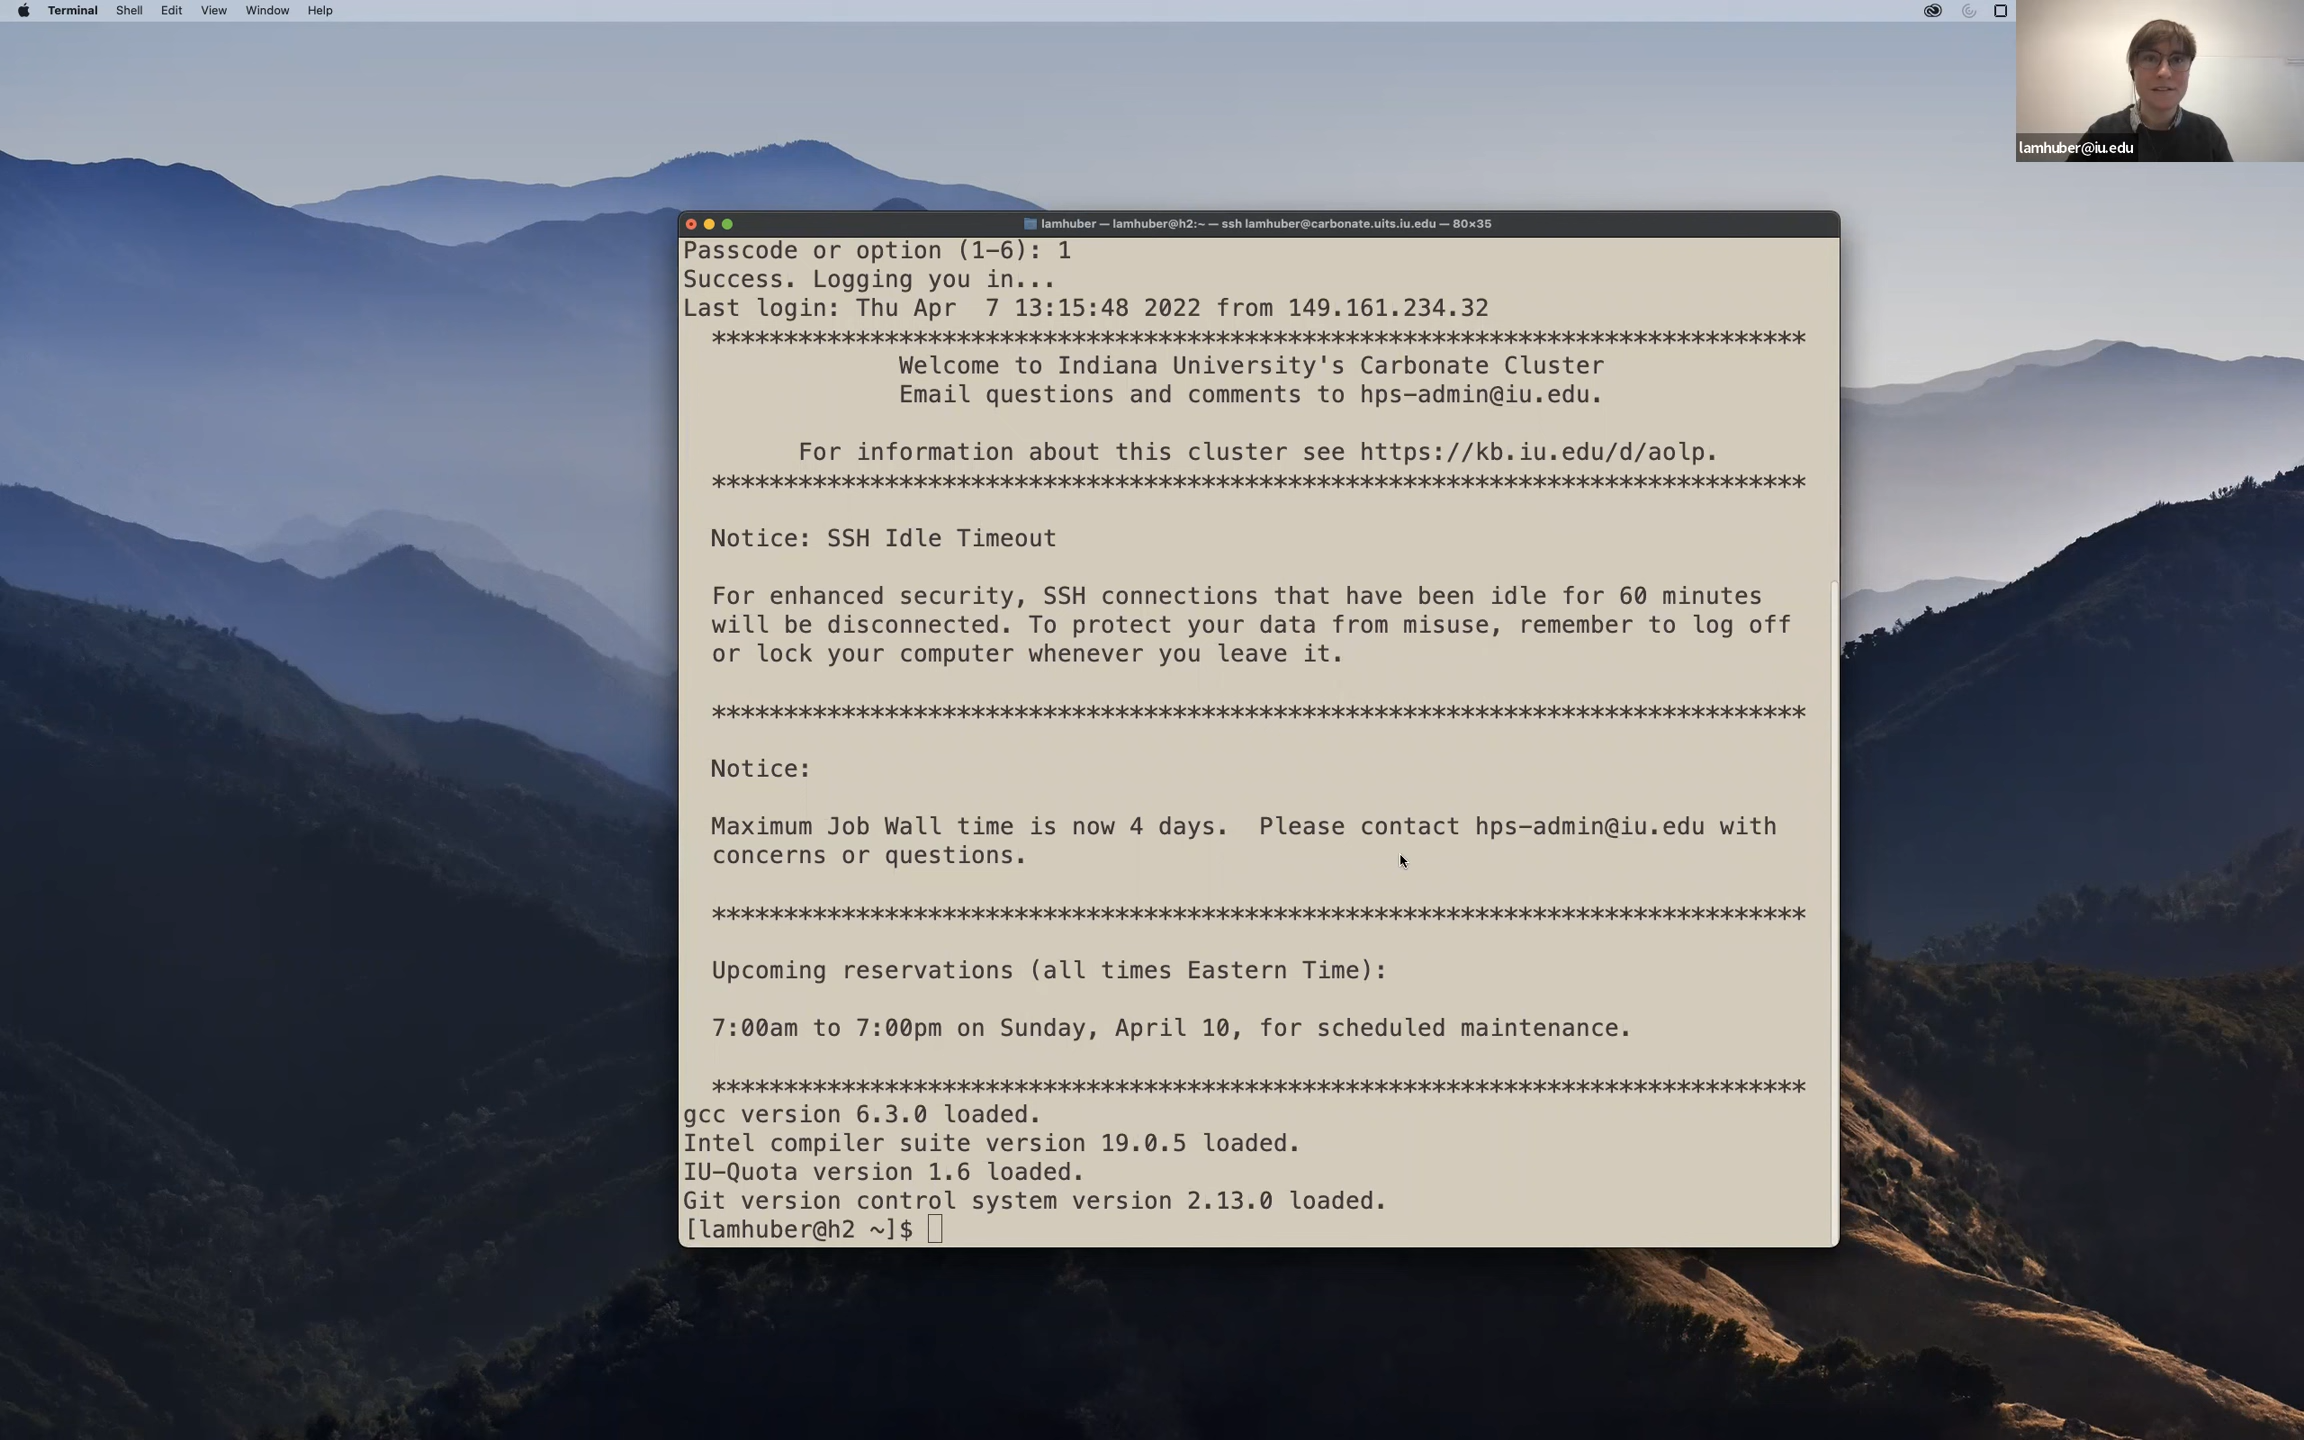 Terminal Shell Edit View Window Help
lamhuber@iu.edu
lamhuber — lamhuber@h2:~ — ssh lamhuber@carbonate.uits.iu.edu — 80×35
Passcode or option (1-6): 1
Success. Logging you in...
Last login: Thu Apr  7 13:15:48 2022 from 149.161.234.32
****************************************************************************
Welcome to Indiana University's Carbonate Cluster
Email questions and comments to hps-admin@iu.edu.
For information about this cluster see https://kb.iu.edu/d/aolp.
****************************************************************************
Notice: SSH Idle Timeout
For enhanced security, SSH connections that have been idle for 60 minutes
will be disconnected. To protect your data from misuse, remember to log off
or lock your computer whenever you leave it.
****************************************************************************
Notice:
Maximum Job Wall time is now 4 days.  Please contact hps-admin@iu.edu with
concerns or questions.
****************************************************************************
Upcoming reservations (all times Eastern Time):
7:00am to 7:00pm on Sunday, April 10, for scheduled maintenance.
****************************************************************************
gcc version 6.3.0 loaded.
Intel compiler suite version 19.0.5 loaded.
IU-Quota version 1.6 loaded.
Git version control system version 2.13.0 loaded.
[lamhuber@h2 ~]$